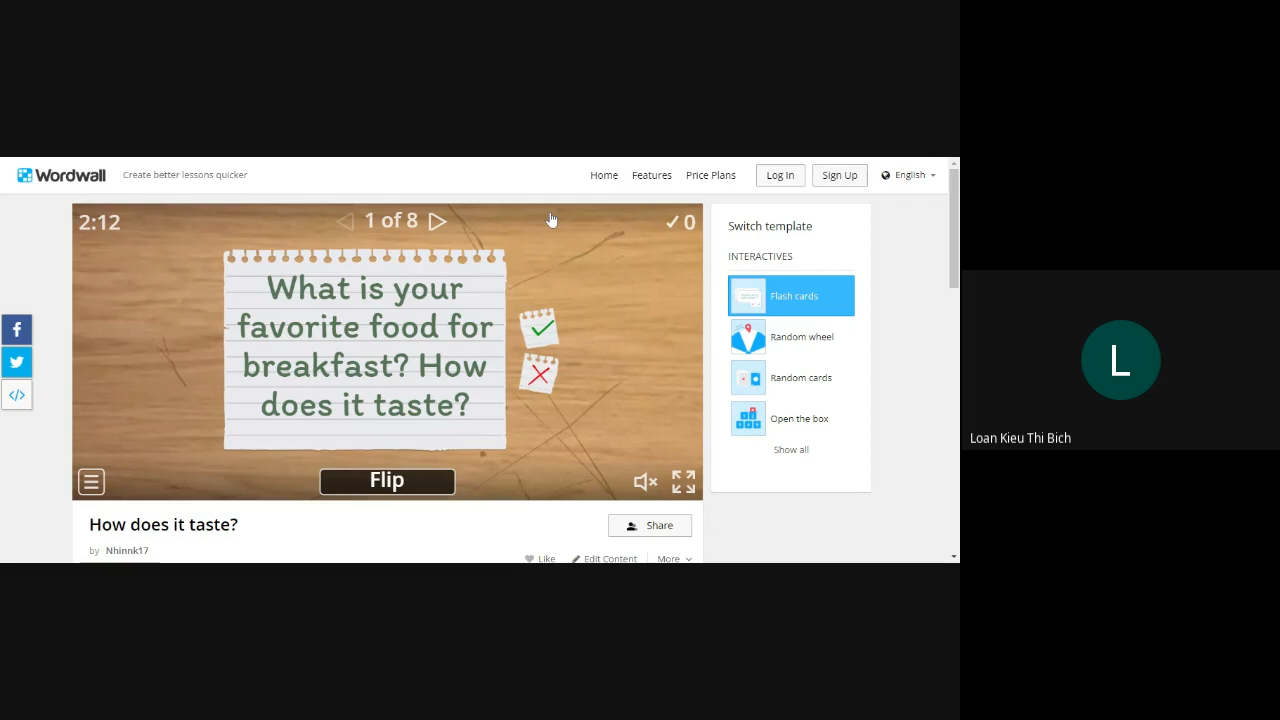 Wordwall
Create better lessons quicker
Home
Features
Price Plans
Log In
Sign Up
English
2:12
1 of 8
✓0
What is your
favorite food for
breakfast? How
does it taste?
Flip
Switch template
INTERACTIVES
Flash cards
Random wheel
Random cards
Open the box
Show all
How does it taste?
Share
by Nhinnk17
Like
Edit Content
More
L
Loan Kieu Thi Bich